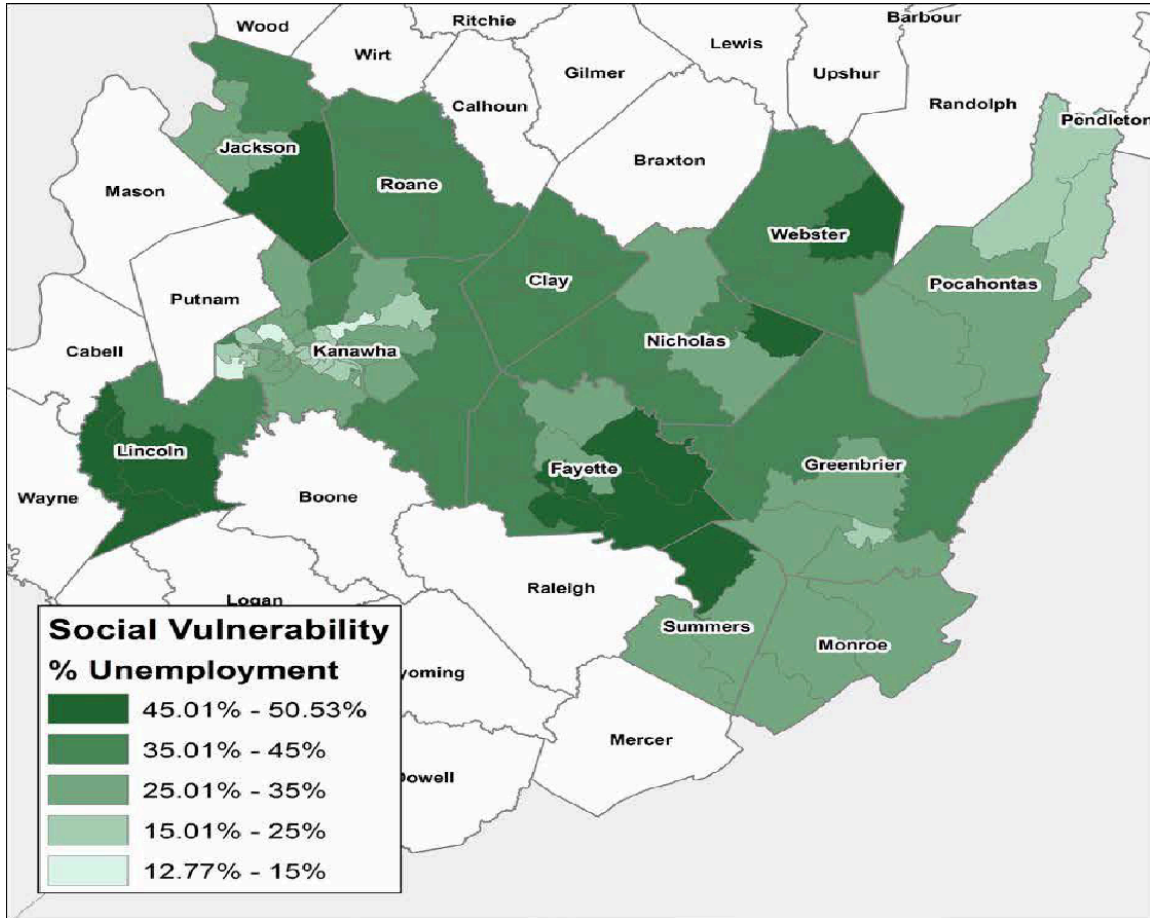 Wood
Ritchie
Barbour
Wirt
Lewis
Gilmer
Upshur
Calhoun
Randolph
Pendleton
Jackson
Braxton
Mason
Roane
Webster
Clay
Pocahontas
Putnam
Nicholas
Cabell
Kanawha
Lincoln
Fayette
Greenbrier
Wayne
Boone
Raleigh
Logan
Summers
Monroe
yoming
Mercer
Dowell
Social Vulnerability
% Unemployment
45.01% - 50.53%
35.01% - 45%
25.01% - 35%
15.01% - 25%
12.77% - 15%